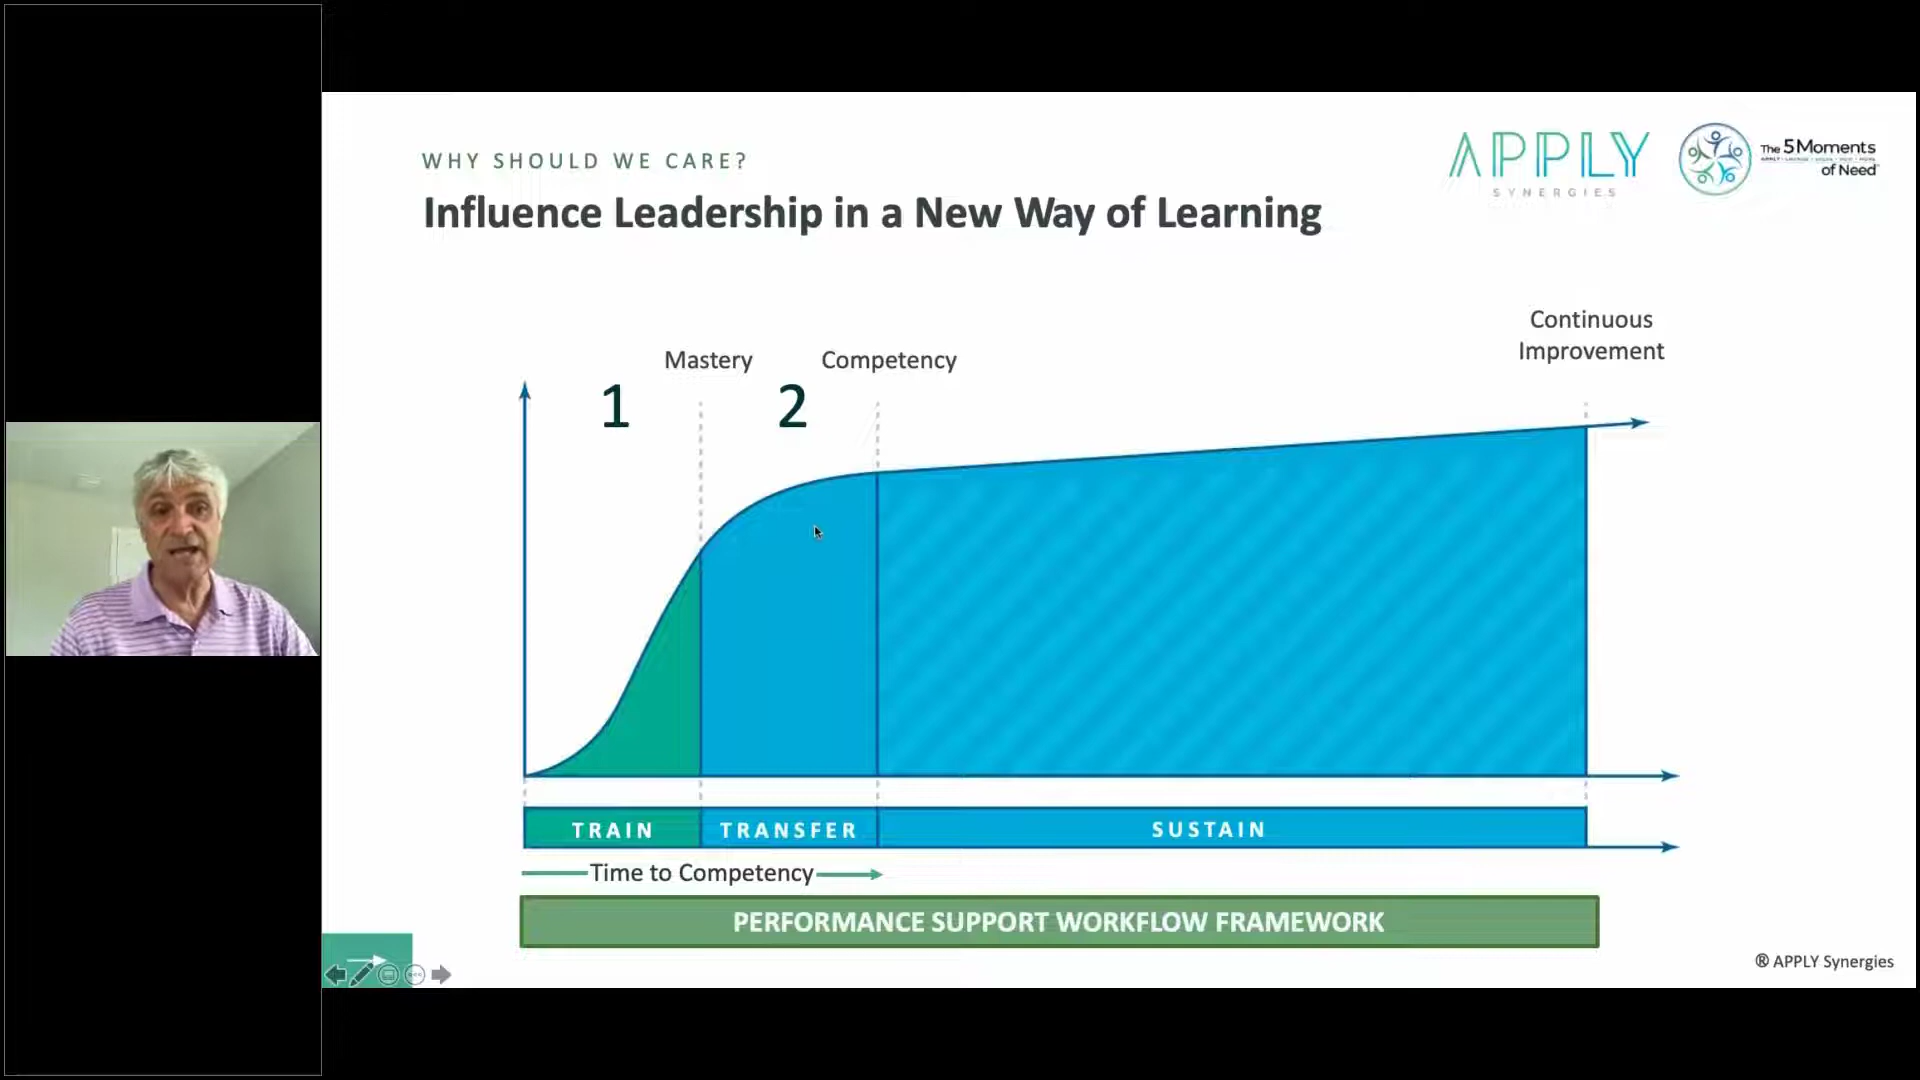 WHY SHOULD WE CARE?
Influence Leadership in a New Way of Learning
APPLY
SYNERGIES
The 5 Moments
of Need
Continuous
Improvement
Mastery
Competency
1
2
TRAIN
TRANSFER
SUSTAIN
Time to Competency
PERFORMANCE SUPPORT WORKFLOW FRAMEWORK
® APPLY Synergies